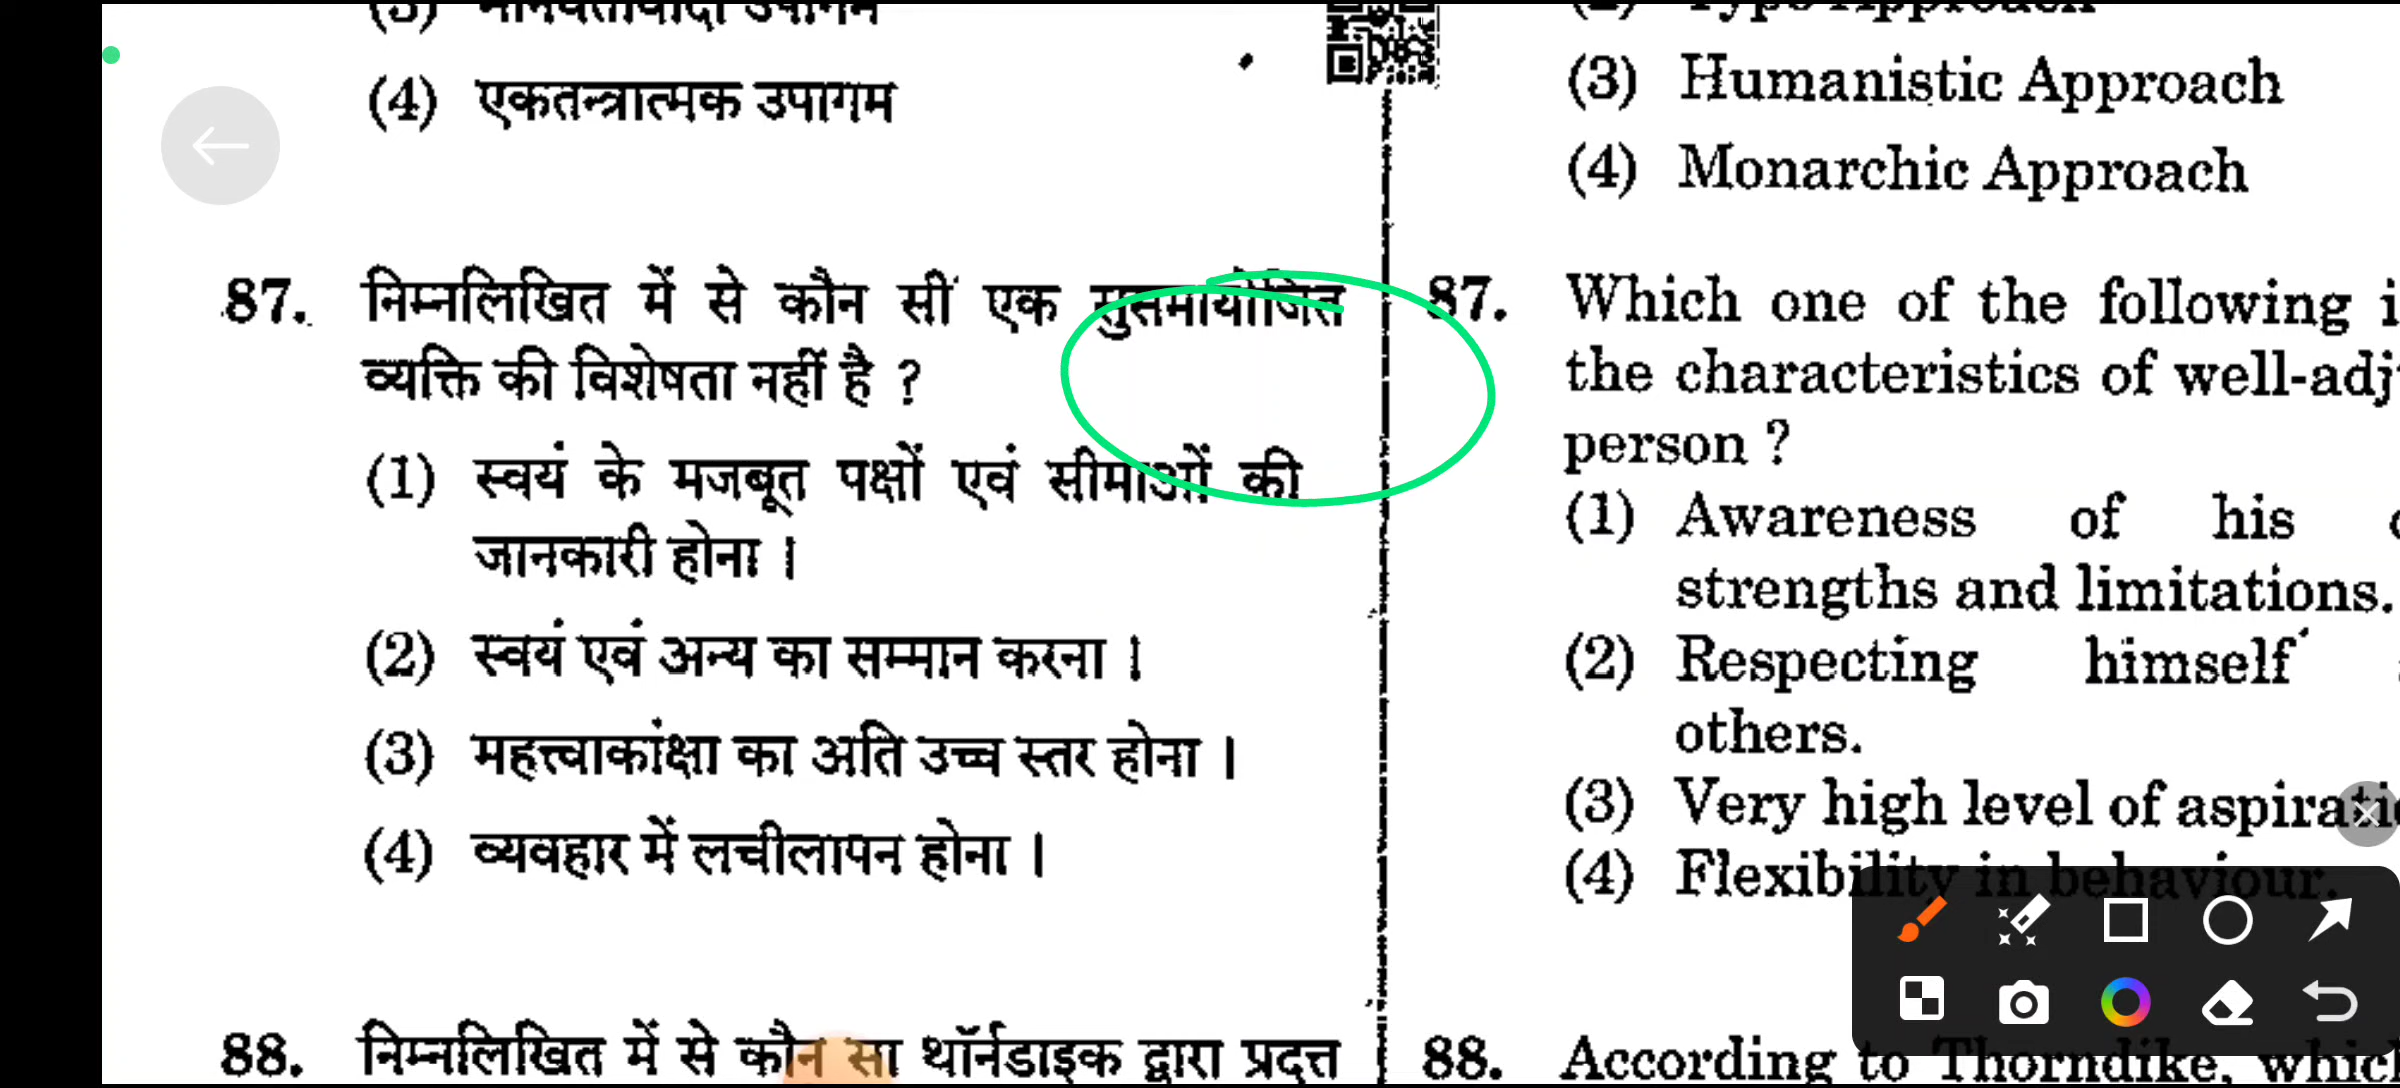 (4) एकतन्त्रात्मक उपागम
87. निम्नलिखित में से कौन सी एक सुसमायोजित
व्यक्ति की विशेषता नहीं है ?
(1) स्वयं के मजबूत पक्षों एवं सीमाओं की
जानकारी होना ।
(2) स्वयं एवं अन्य का सम्मान करना ।
(3) महत्त्वाकांक्षा का अति उच्च स्तर होना ।
(4) व्यवहार में लचीलापन होना ।
88. निम्नलिखित में से कौन सा थॉर्नडाइक द्वारा प्रदत्त
(3) Humanistic Approach
(4) Monarchic Approach
87. Which one of the following
the characteristics of well-adj
person ?
(1) Awareness of his
strengths and limitations.
(2) Respecting himself
others.
(3) Very high level of
(4) Flexibility in behaviour.
88. According to Thorndike, whic